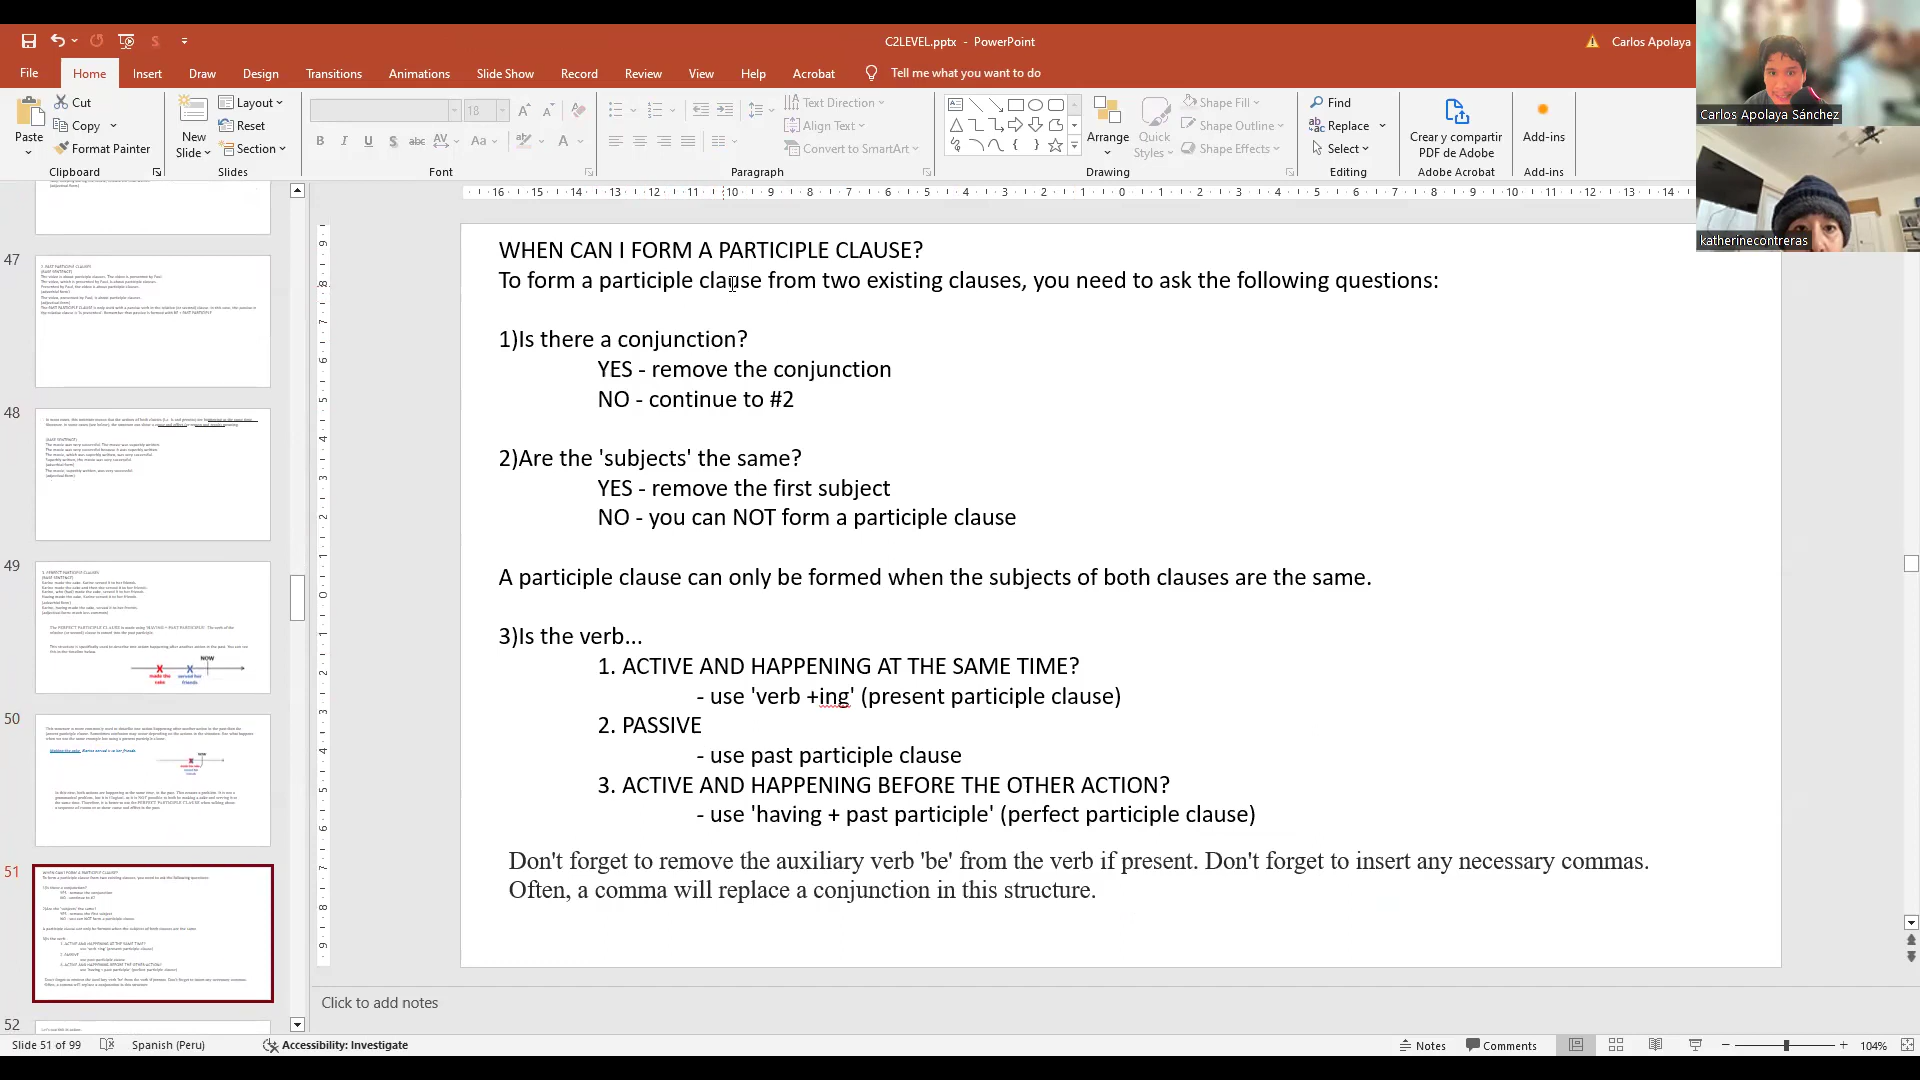 C2LEVEL.pptx - PowerPoint
Carlos Apolaya
File Home Insert Draw Design Transitions Animations Slide Show Record Review View Help Acrobat Tell me what you want to do
Cut
Copy
Format Painter
Paste
Clipboard
New
Slide
Layout
Reset
Section
Slides
18
Font
Text Direction
Align Text
Convert to SmartArt
Paragraph
Arrange
Quick
Styles
Shape Fill
Shape Outline
Shape Effects
Drawing
Find
Replace
Select
Editing
Crear y compartir
PDF de Adobe
Adobe Acrobat
Add-ins
Add-ins
Carlos Apolaya Sánchez
katherinecontreras
47
48
49
50
51
52
WHEN CAN I FORM A PARTICIPLE CLAUSE?
To form a participle clause from two existing clauses, you need to ask the following questions:
1)Is there a conjunction?
YES - remove the conjunction
NO - continue to #2
2)Are the 'subjects' the same?
YES - remove the first subject
NO - you can NOT form a participle clause
A participle clause can only be formed when the subjects of both clauses are the same.
3)Is the verb...
1. ACTIVE AND HAPPENING AT THE SAME TIME?
- use 'verb +ing' (present participle clause)
2. PASSIVE
- use past participle clause
3. ACTIVE AND HAPPENING BEFORE THE OTHER ACTION?
- use 'having + past participle' (perfect participle clause)
Don't forget to remove the auxiliary verb 'be' from the verb if present. Don't forget to insert any necessary commas.
Often, a comma will replace a conjunction in this structure.
Click to add notes
Slide 51 of 99
Spanish (Peru)
Accessibility: Investigate
Notes
Comments
104%